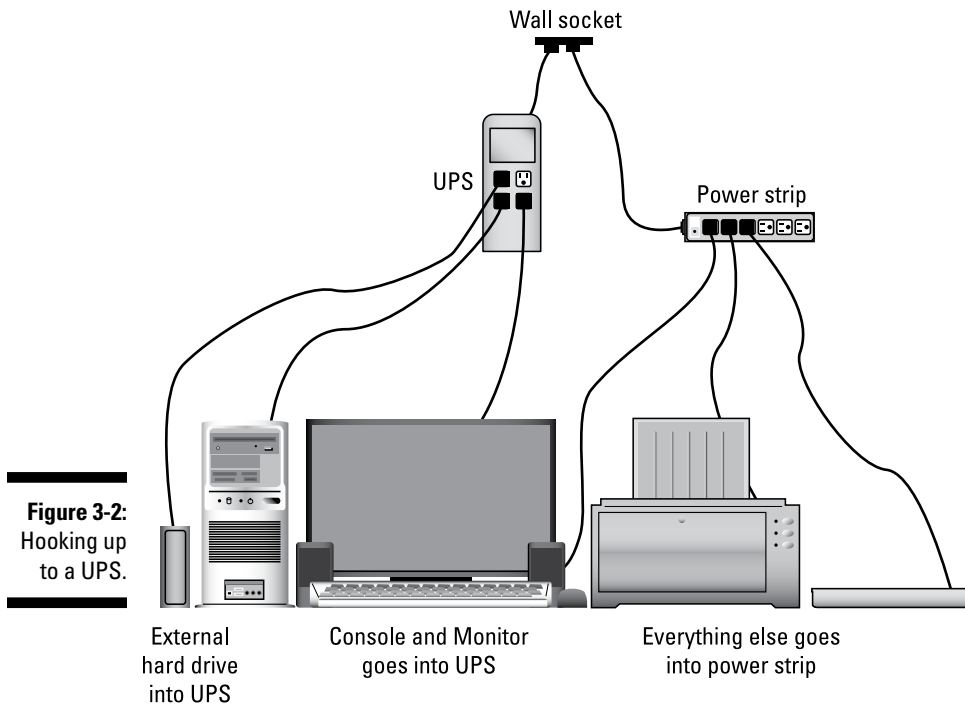 Wall socket
UPS
Power strip
Figure 3-2:
Hooking up
to a UPS.
External
hard drive
into UPS
Console and Monitor
goes into UPS
Everything else goes
into power strip